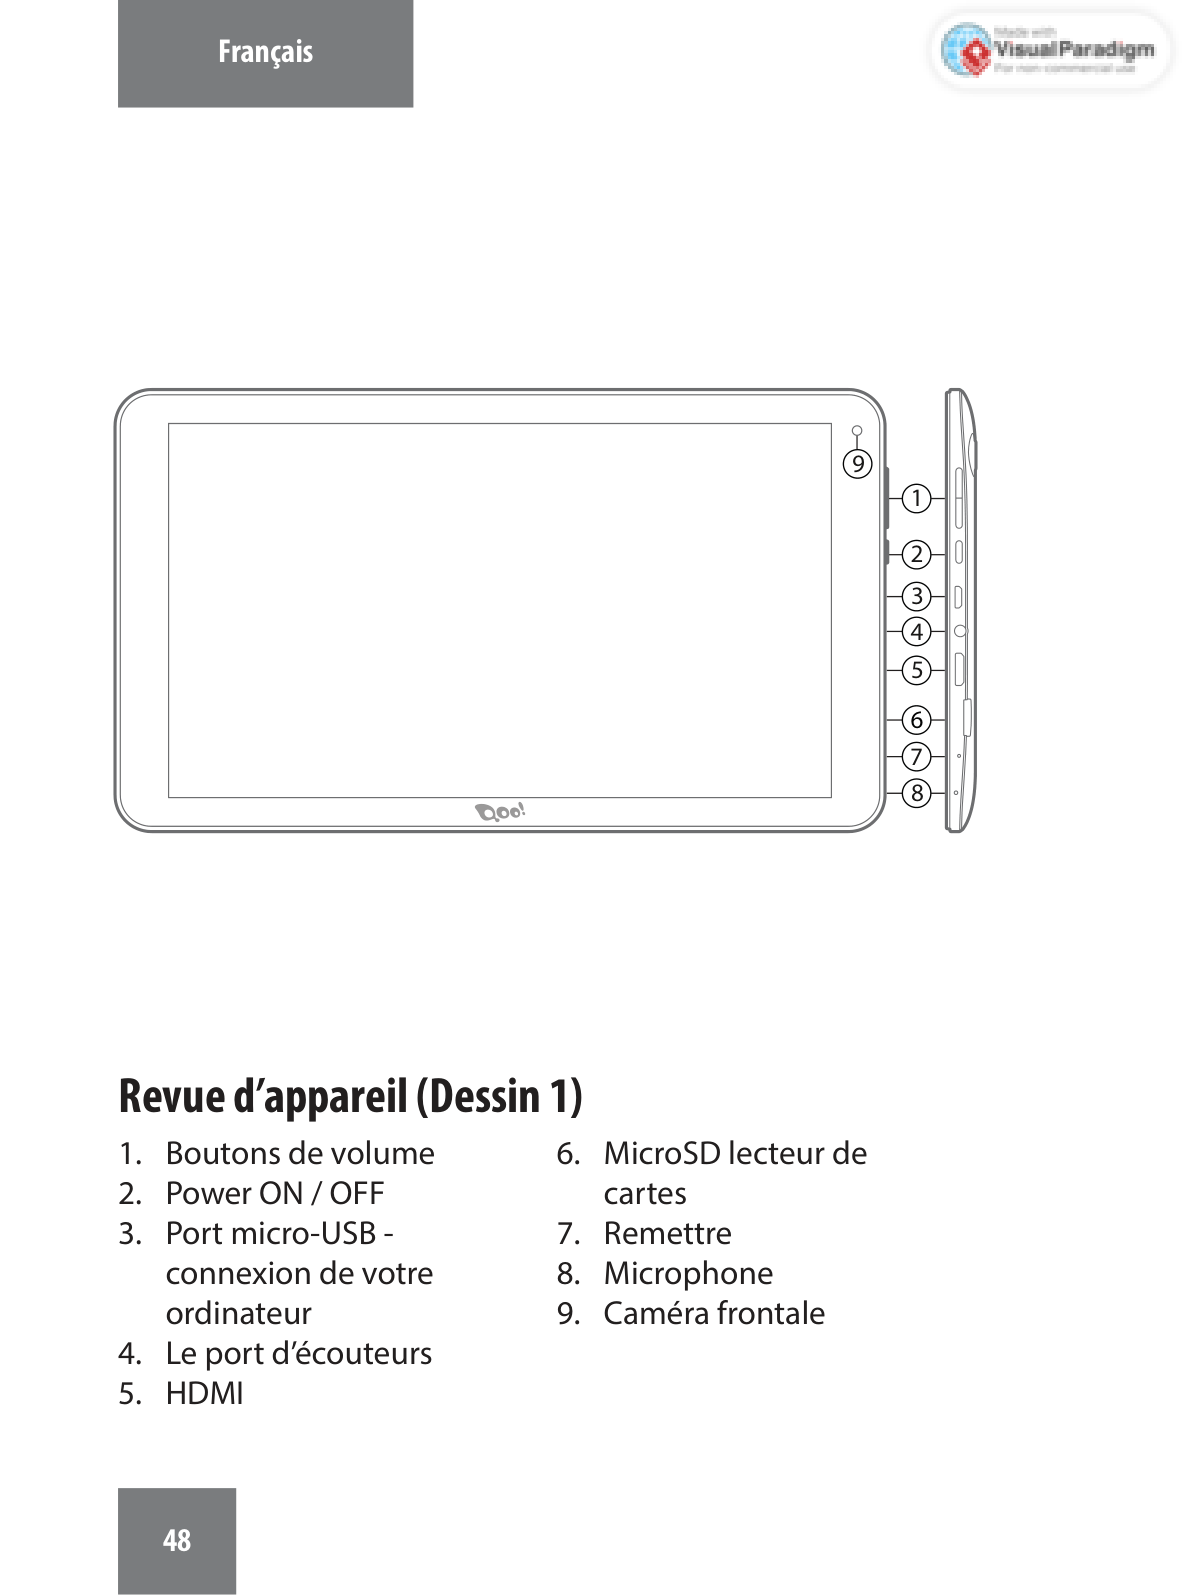 Français
Made with
Visual Paradigm
For non-commercial use
9
1
2
3
4
5
6
7
8
Qoo!
Revue d’appareil (Dessin 1)
1. Boutons de volume
2. Power ON / OFF
3. Port micro-USB -
connexion de votre
ordinateur
4. Le port d’écouteurs
5. HDMI
6. MicroSD lecteur de
cartes
7. Remettre
8. Microphone
9. Caméra frontale
48